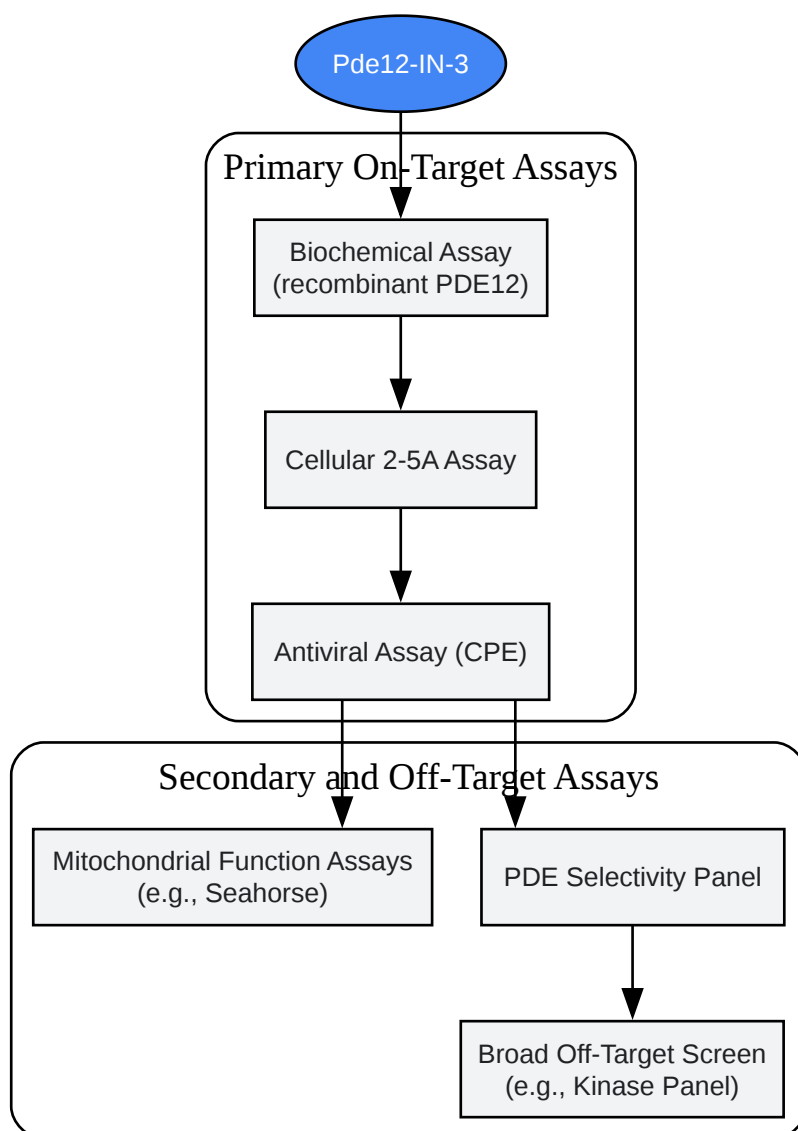 Pde12-IN-3
Primary On-Target Assays
Biochemical Assay
(recombinant PDE12)
Cellular 2-5A Assay
Antiviral Assay (CPE)
Secondary and Off-Target Assays
Mitochondrial Function Assays
(e.g., Seahorse)
PDE Selectivity Panel
Broad Off-Target Screen
(e.g., Kinase Panel)